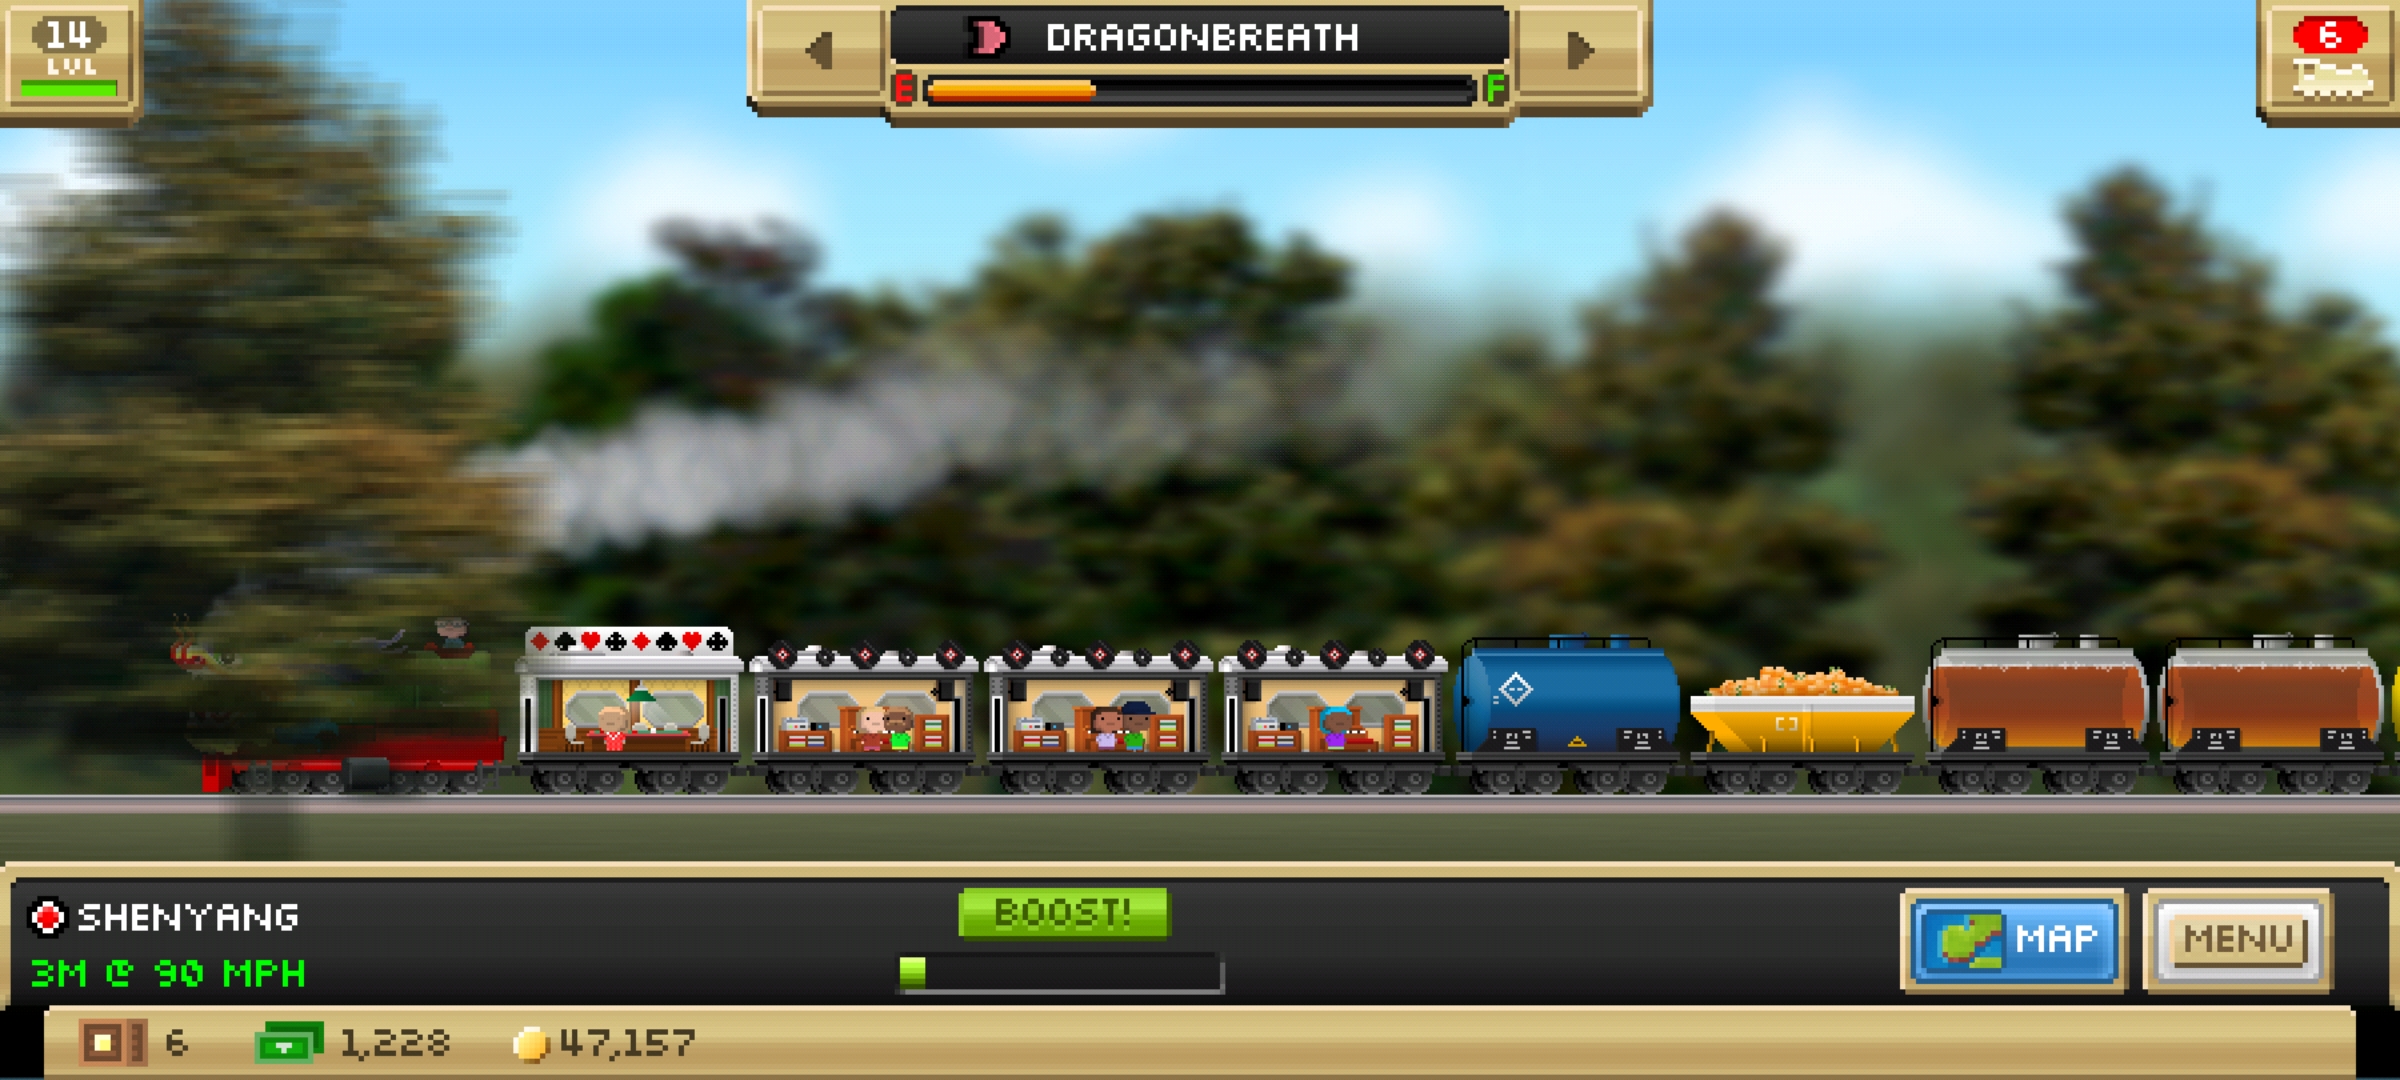 14
LVL
DRAGONBREATH
E F
6
SHENYANG
3M @ 90 MPH
BOOST!
MAP
MENU
6 1,228 47,157